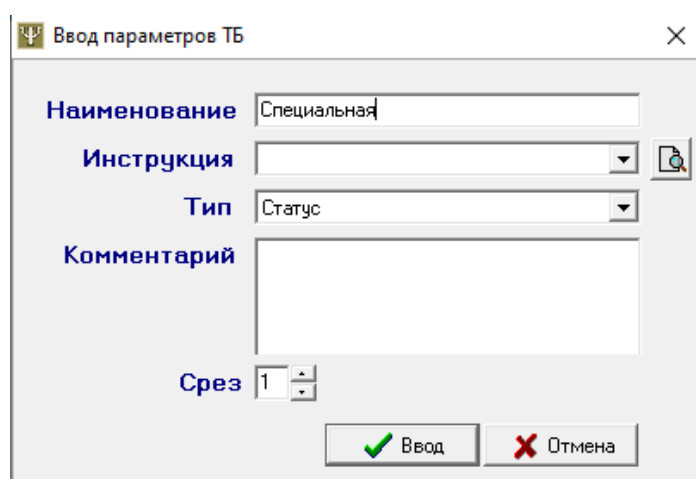 Ввод параметров ТБ
Наименование Специальная
Инструкция
Тип Статус
Комментарий
Срез 1
Ввод Отмена